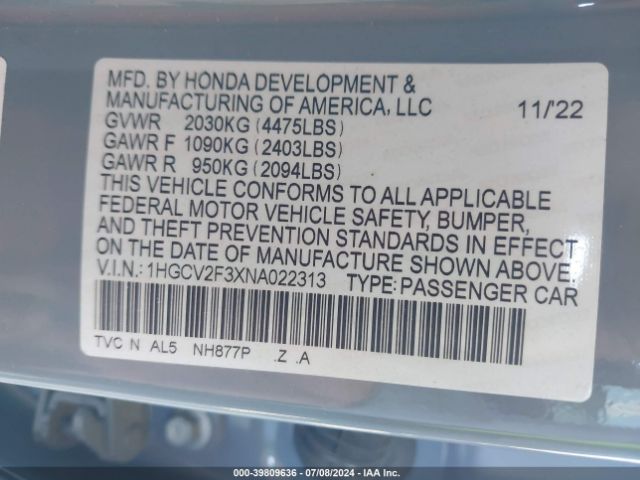 MFD. BY HONDA DEVELOPMENT &
MANUFACTURING OF AMERICA, LLC 11/'22
GVWR 2030KG (4475LBS)
GAWR F 1090KG (2403LBS)
GAWR R 950KG (2094LBS)
THIS VEHICLE CONFORMS TO ALL APPLICABLE
FEDERAL MOTOR VEHICLE SAFETY, BUMPER,
AND THEFT PREVENTION STANDARDS IN EFFECT
ON THE DATE OF MANUFACTURE SHOWN ABOVE.
V.I.N.: 1HGCV2F3XNA022313 TYPE: PASSENGER CAR
TVC N AL5 NH877P .Z .A
000-39809636 - 07/08/2024 - IAA Inc.